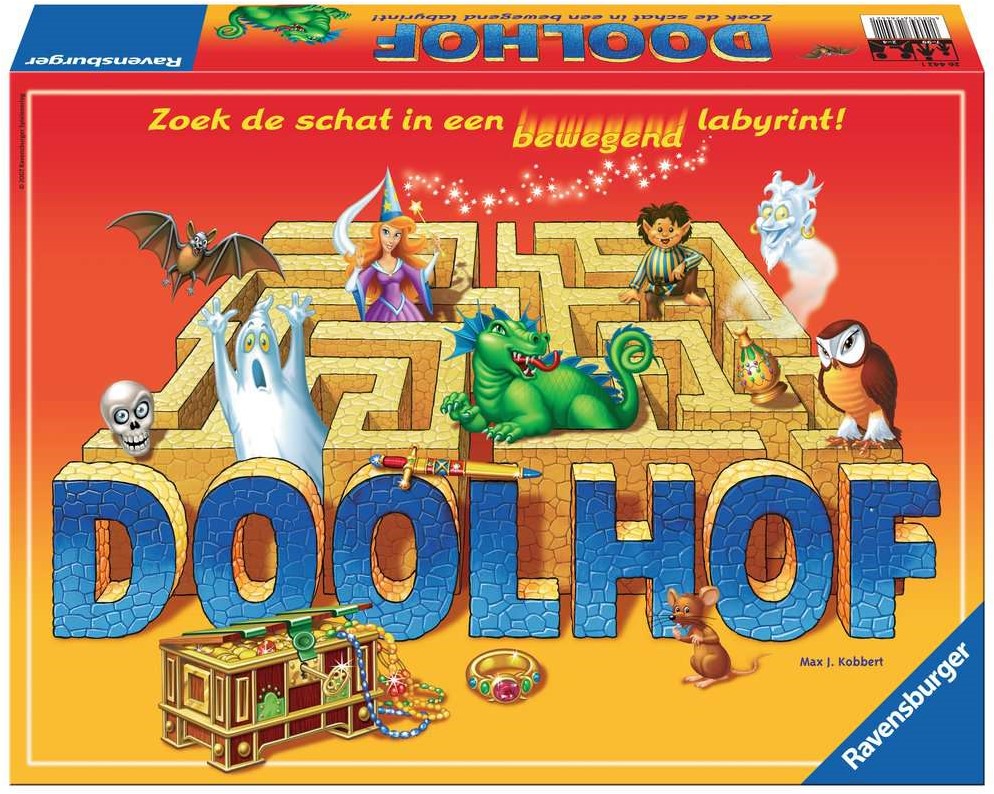 Zoek de schat in een bewegend labyrint!
DOOLHOF
Ravensburger
Zoek de schat in een bewegend labyrint!
DOOLHOF
Max J. Kobbert
Ravensburger